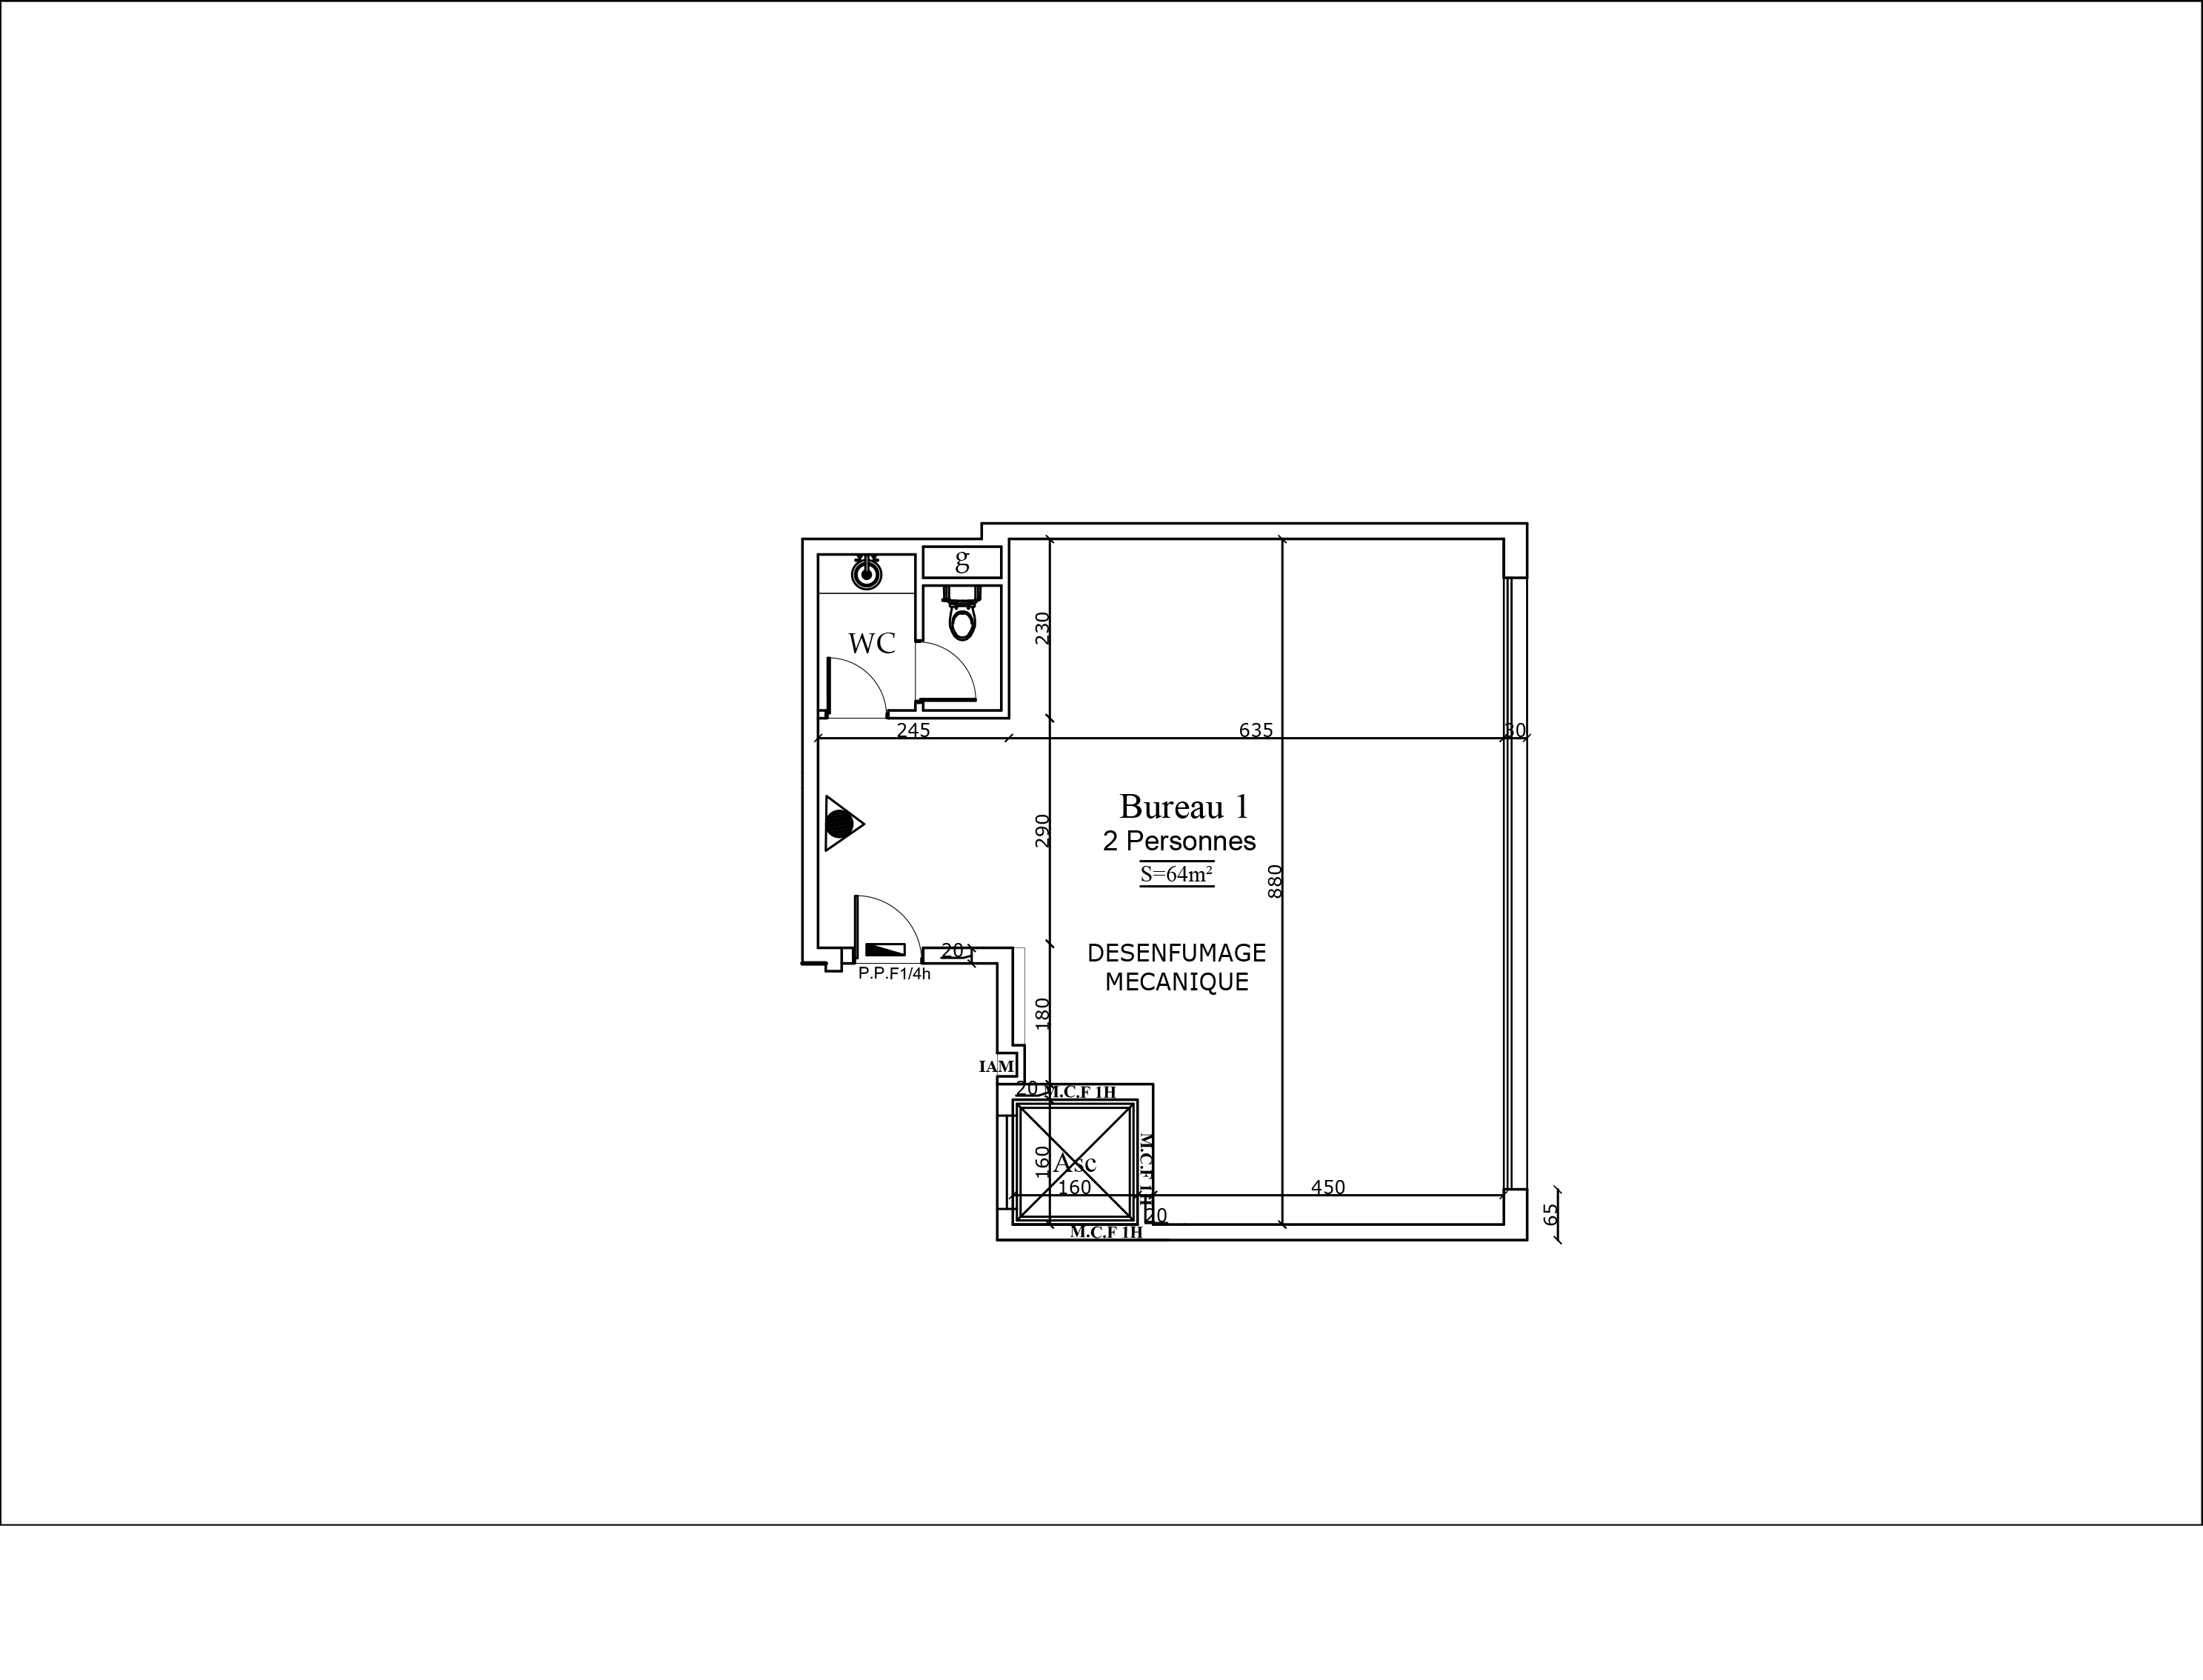 g
230
WC
245
635
30
Bureau 1
2 Personnes
290
S=64m²
880
20
DESENFUMAGE
MECANIQUE
P.P.F1/4h
180
IAM
20
M.C.F 1H
M.C.F 1H
160
Asc
160
450
20
65
M.C.F 1H